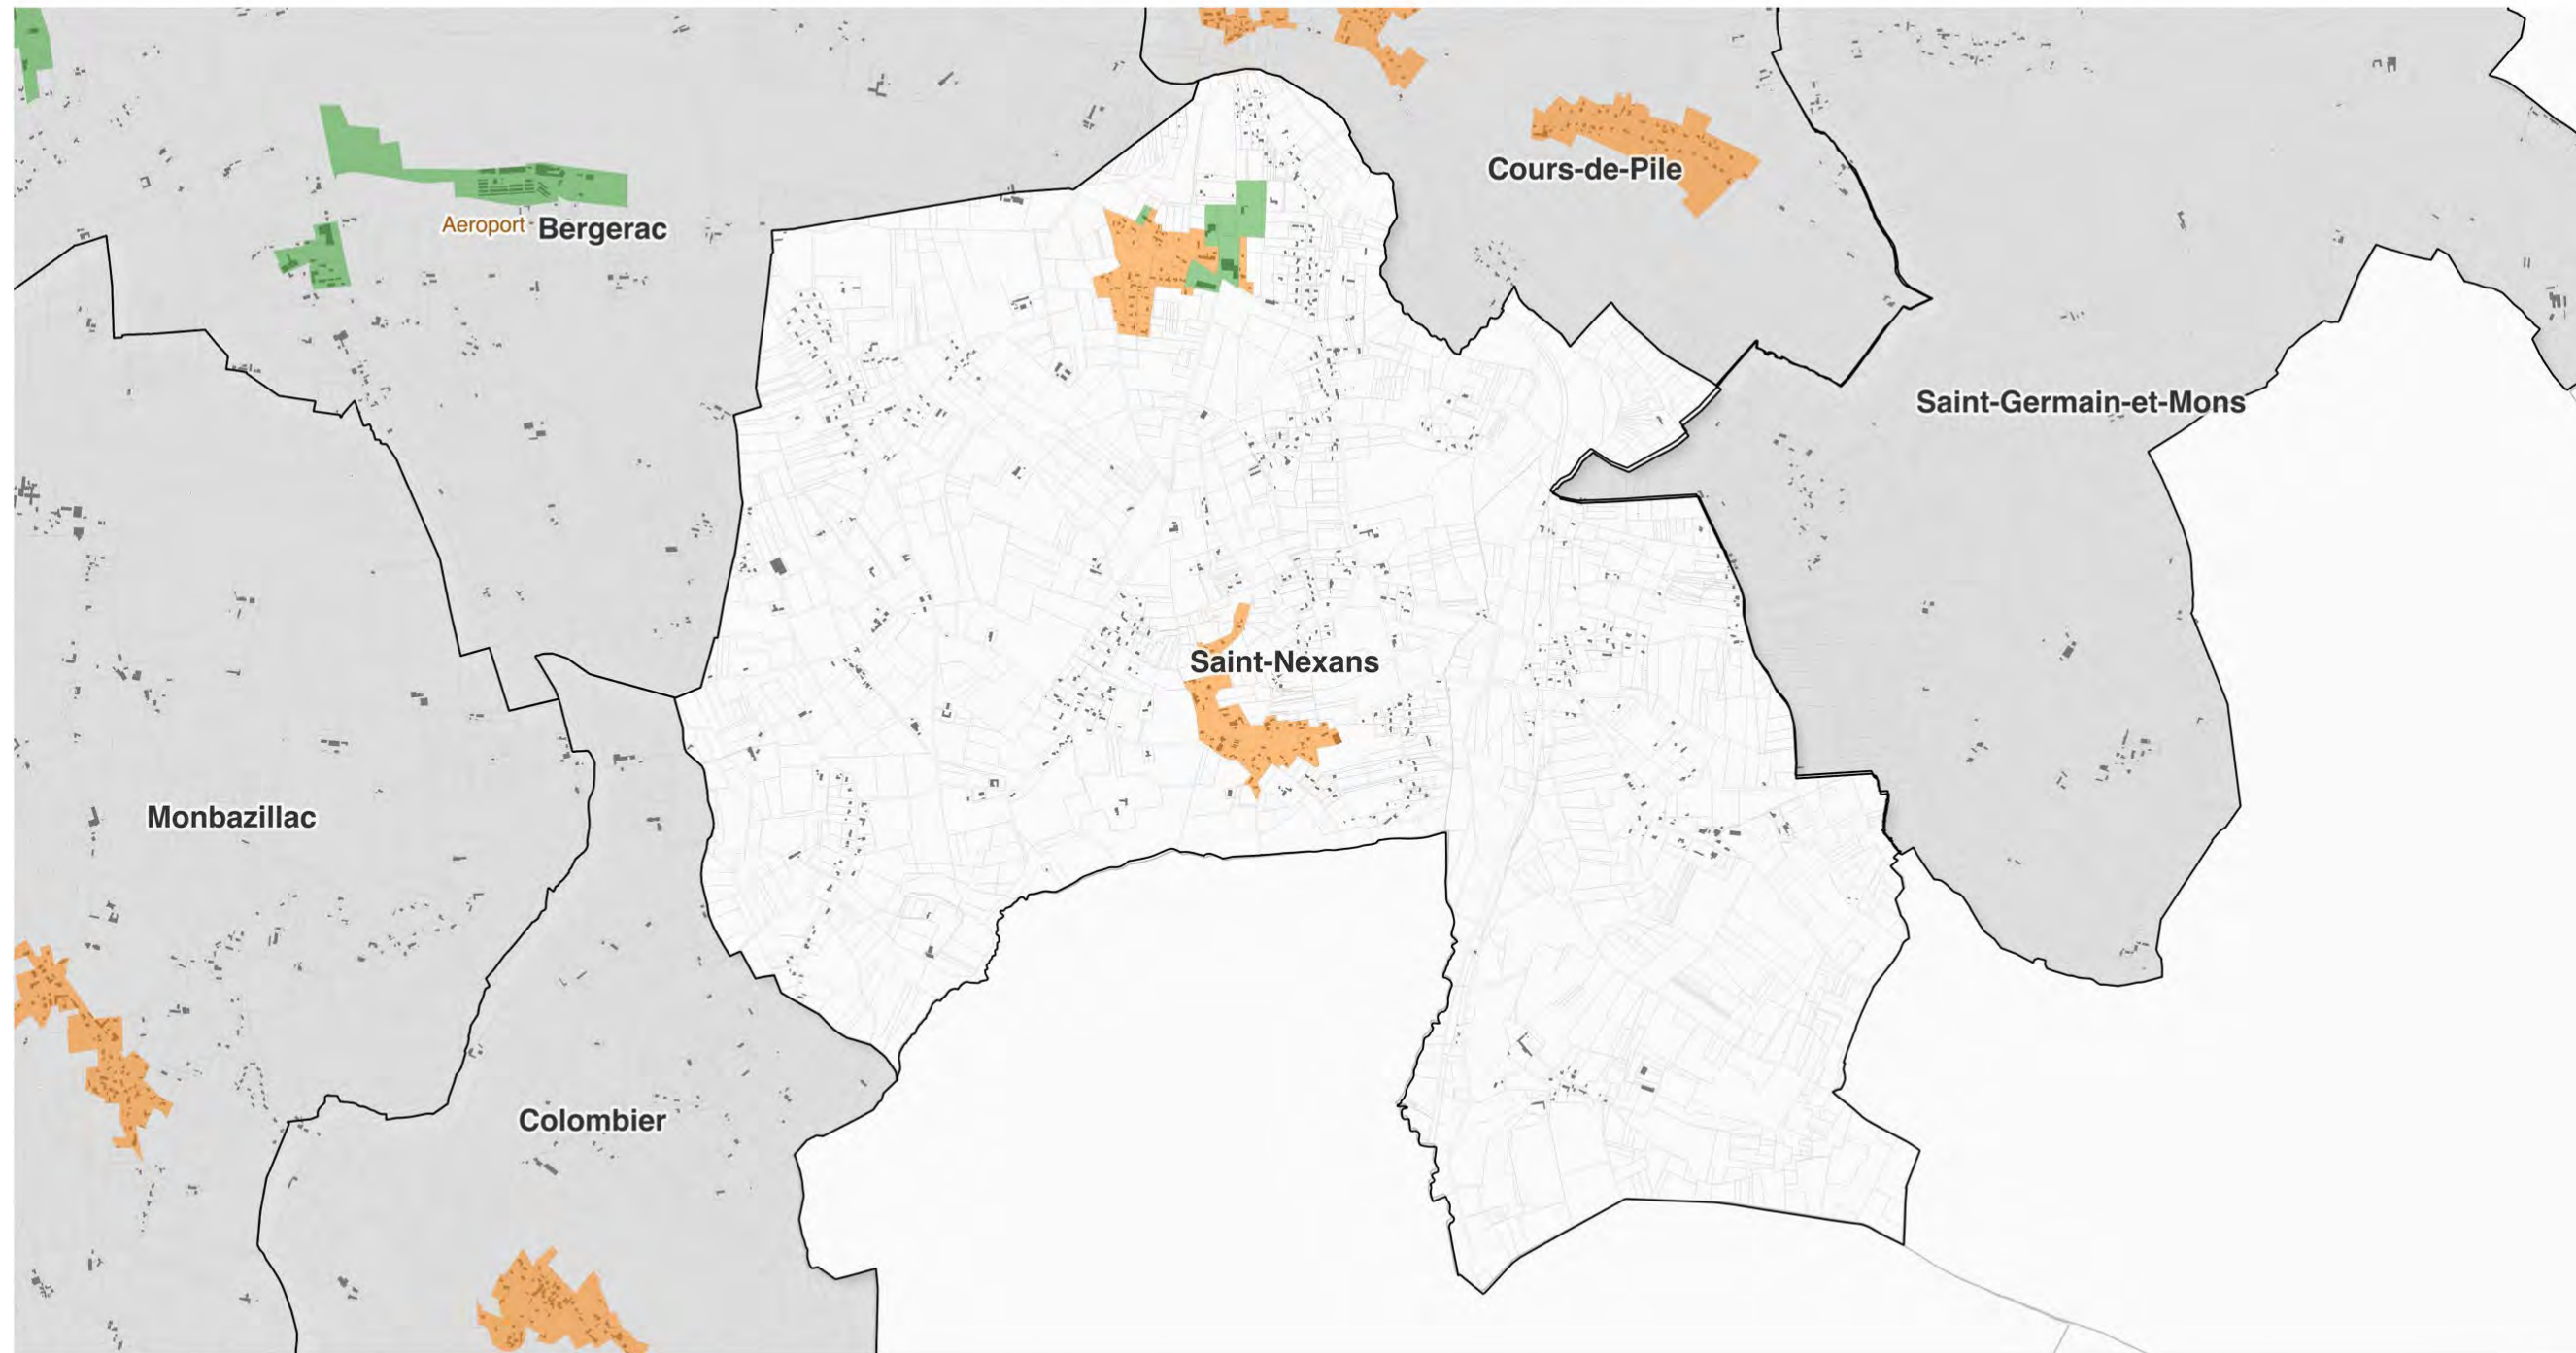 Cours-de-Pile
Aeroport - Bergerac
Saint-Germain-et-Mons
Saint-Nexans
Monbazillac
Colombier